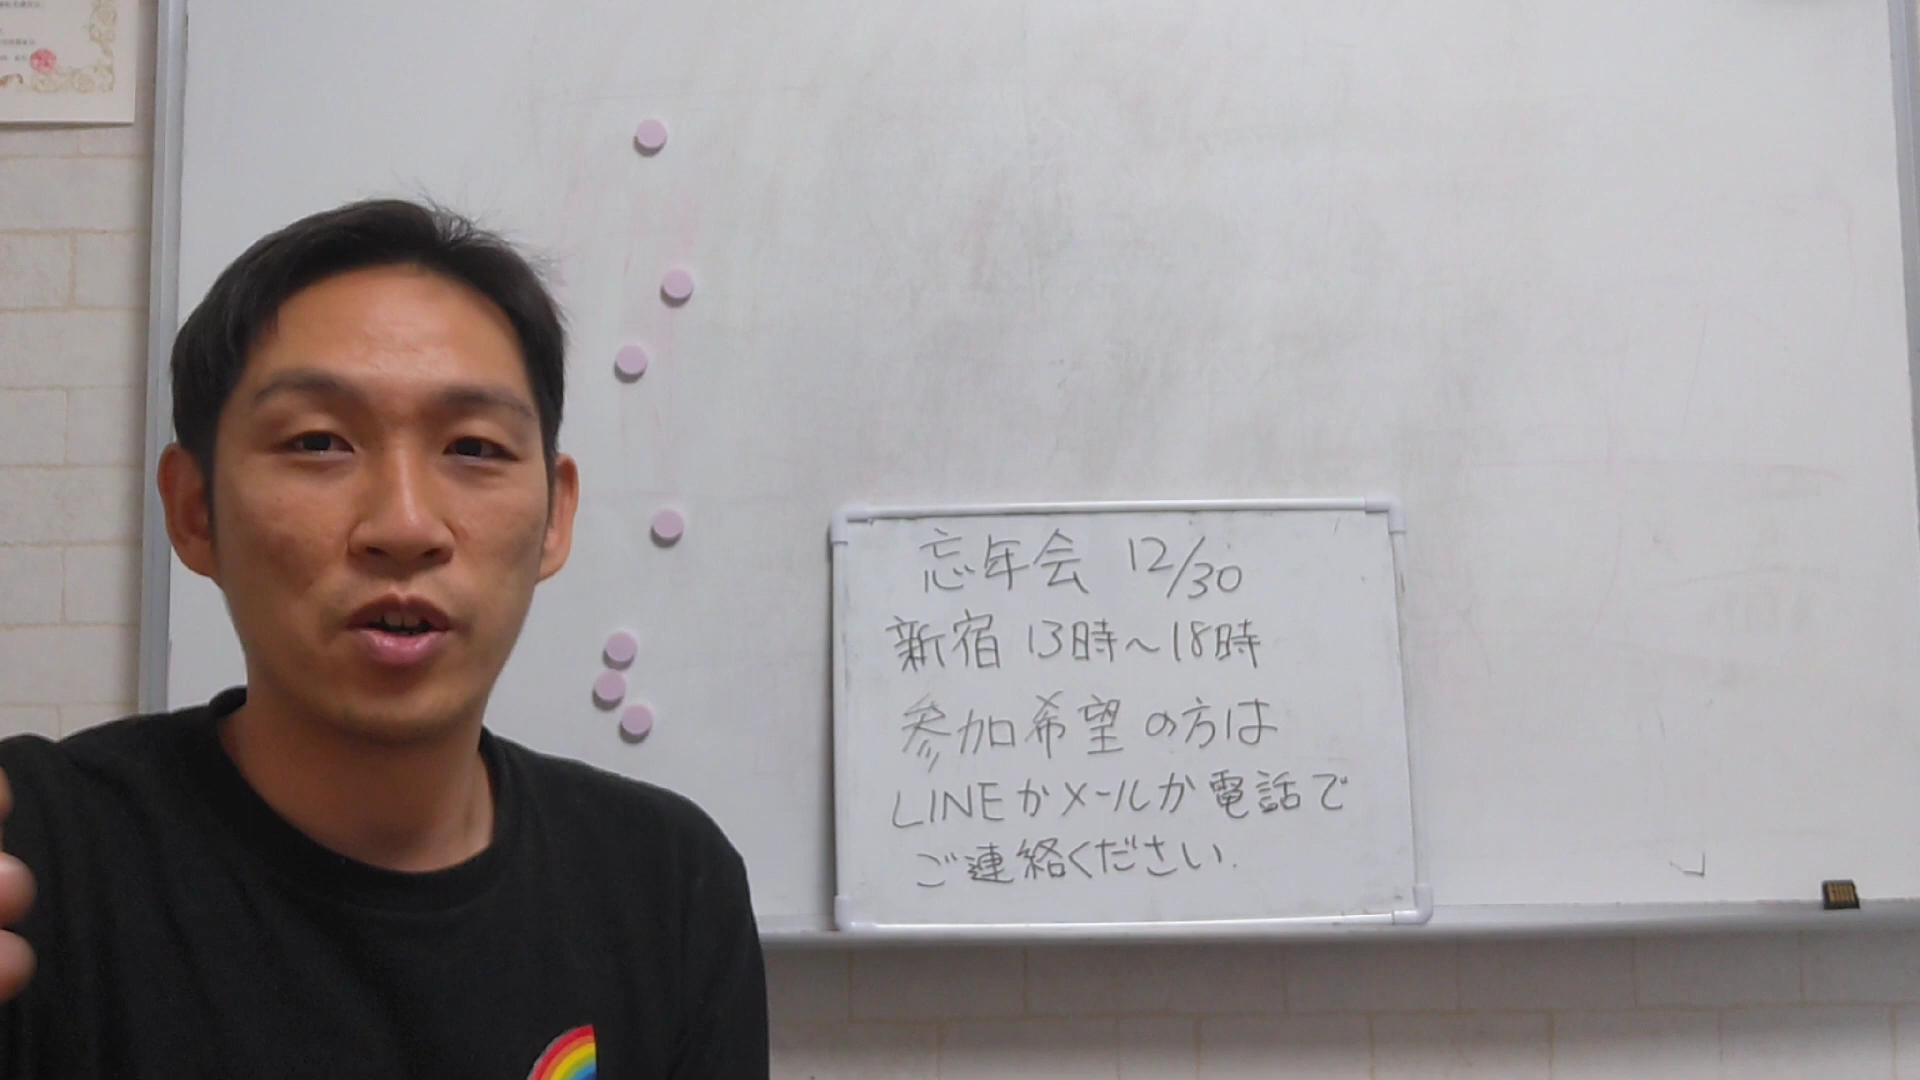 忘年会 12/30
新宿 13時～18時
参加希望の方は
LINEかメールか電話で
ご連絡ください.